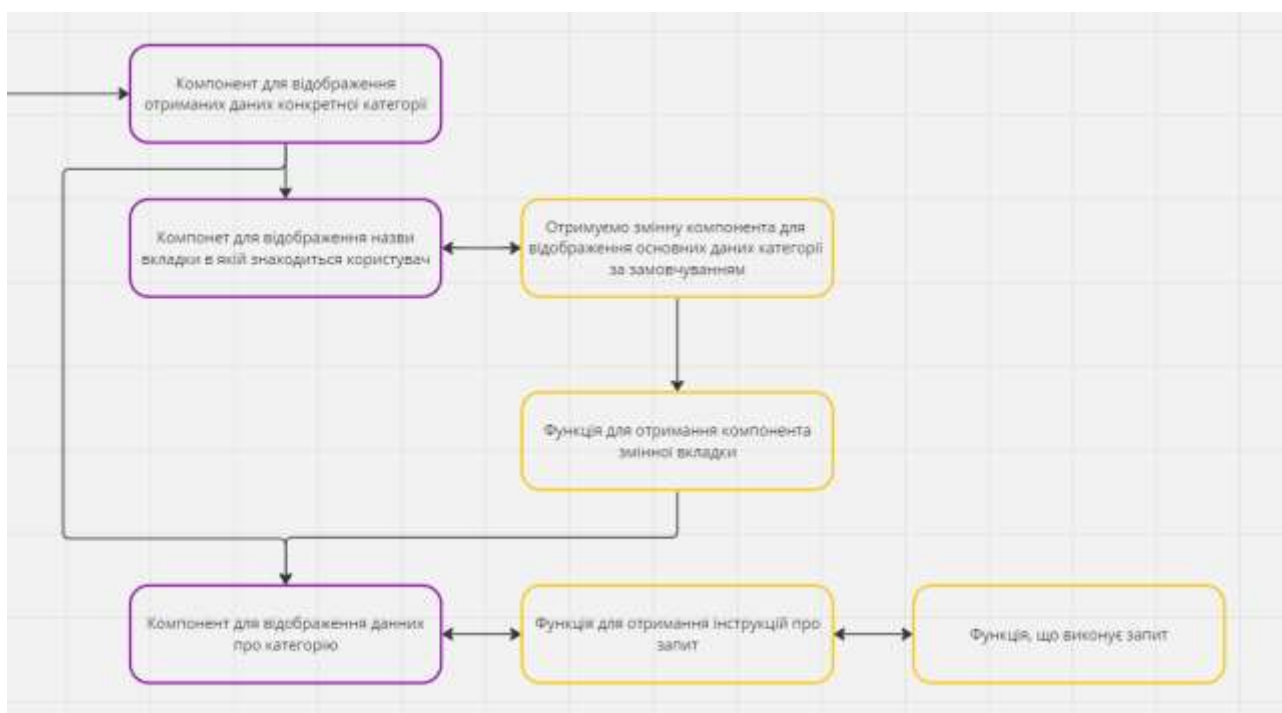 Компонент для відображення
отриманих даних конкретної категорії
Компонет для відображення назви
вкладки в якій знаходиться користувач
Отримуємо змінну компонента для
відображення основних даних категорії
за замовчуванням
Функція для отримання компонента
змінної вкладки
Компонент для відображення данних
про категорію
Функція для отримання інструкцій про
запит
Функція, що виконує запит